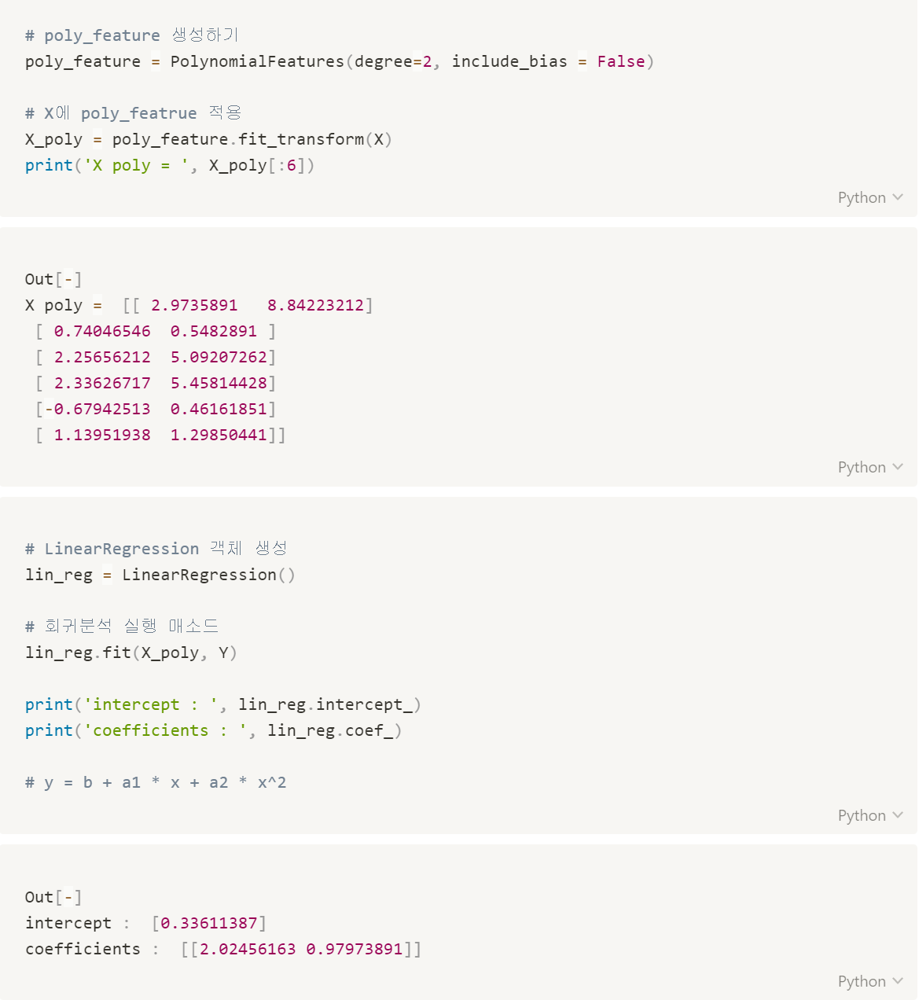 # poly_feature 생성하기
poly_feature = PolynomialFeatures(degree=2, include_bias = False)
# X에 poly_featrue 적용
X_poly = poly_feature.fit_transform(X)
print('X poly = ', X_poly[:6])
Python
Out[-]
X poly =  [[ 2.9735891   8.84223212]
 [ 0.74046546  0.5482891 ]
 [ 2.25656212  5.09207262]
 [ 2.33626717  5.45814428]
 [-0.67942513  0.46161851]
 [ 1.13951938  1.29850441]]
Python
# LinearRegression 객체 생성
lin_reg = LinearRegression()
# 회귀분석 실행 매소드
lin_reg.fit(X_poly, Y)
print('intercept : ', lin_reg.intercept_)
print('coefficients : ', lin_reg.coef_)
# y = b + a1 * x + a2 * x^2
Python
Out[-]
intercept :  [0.33611387]
coefficients :  [[2.02456163 0.97973891]]
Python